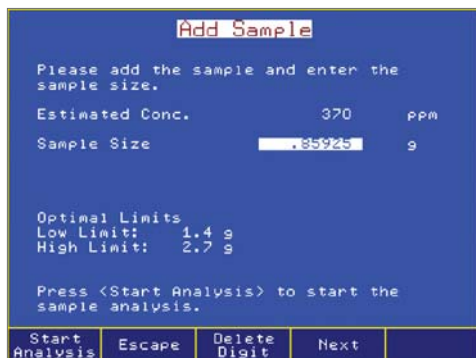 Add Sample
Please add the sample and enter the
sample size.
Estimated Conc. 370 ppm
Sample Size .85925 g
Optimal Limits
Low Limit: 1.4 g
High Limit: 2.7 g
Press <Start Analysis> to start the
sample analysis.
Start Analysis Escape Delete Digit Next